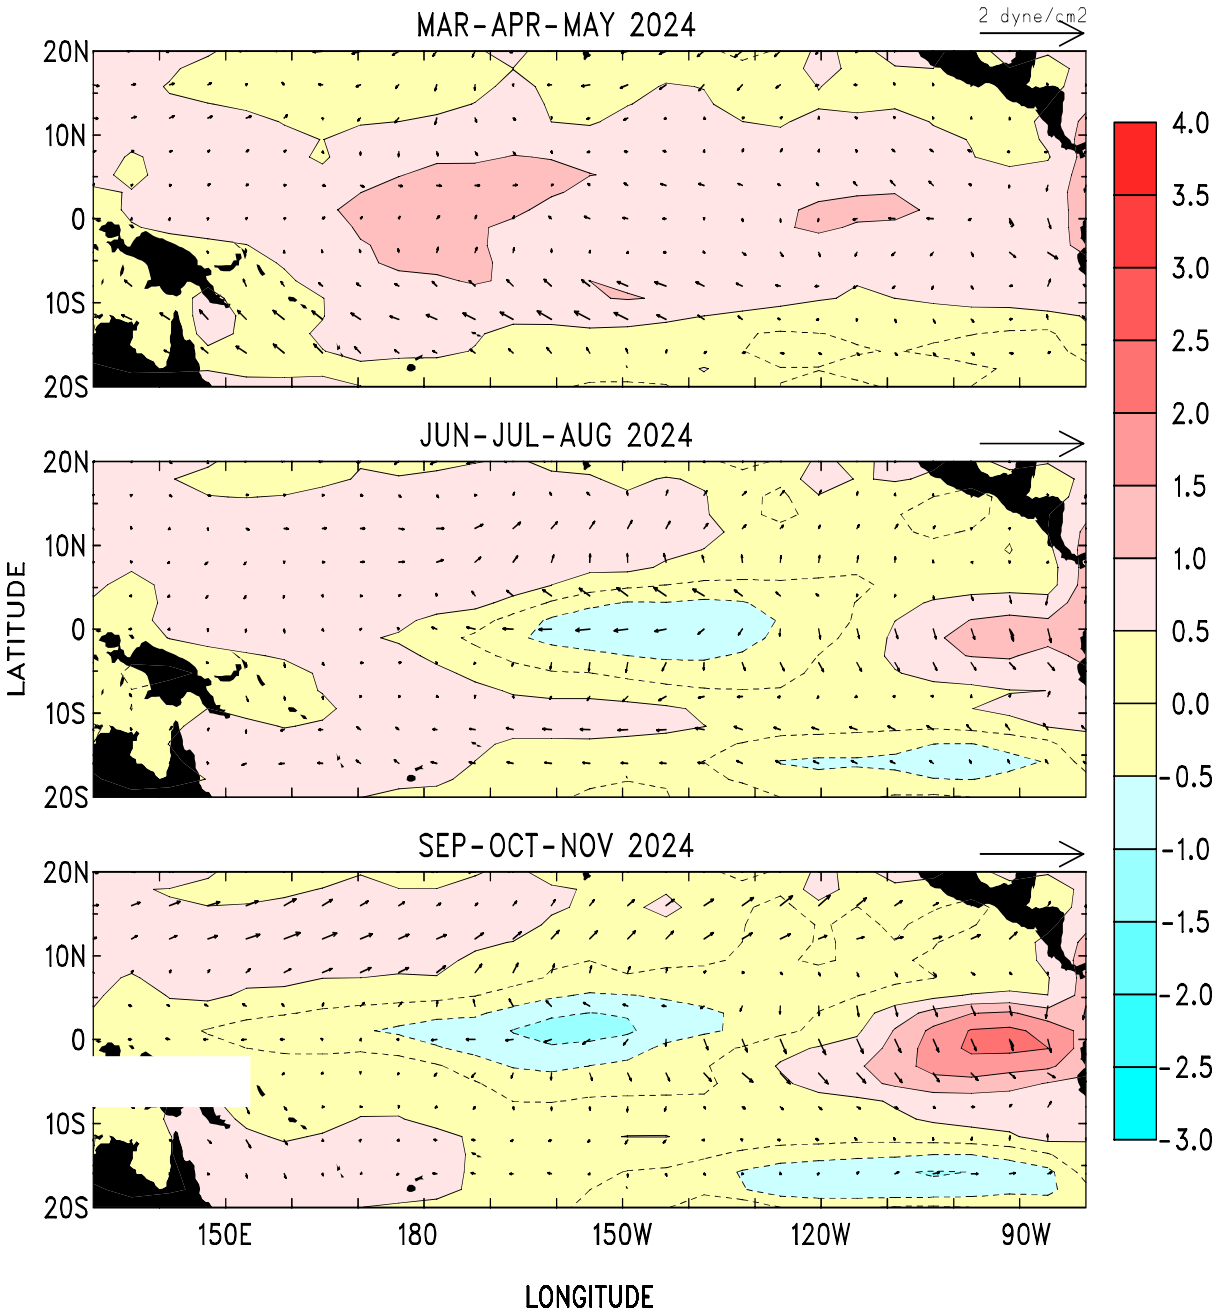 MAR-APR-MAY 2024
2 dyne/cm2
20N
10N
0
10S
20S
JUN-JUL-AUG 2024
20N
10N
0
10S
20S
SEP-OCT-NOV 2024
20N
10N
0
10S
20S
150E 180 150W 120W 90W
LONGITUDE
LATITUDE
4.0
3.5
3.0
2.5
2.0
1.5
1.0
0.5
0.0
-0.5
-1.0
-1.5
-2.0
-2.5
-3.0